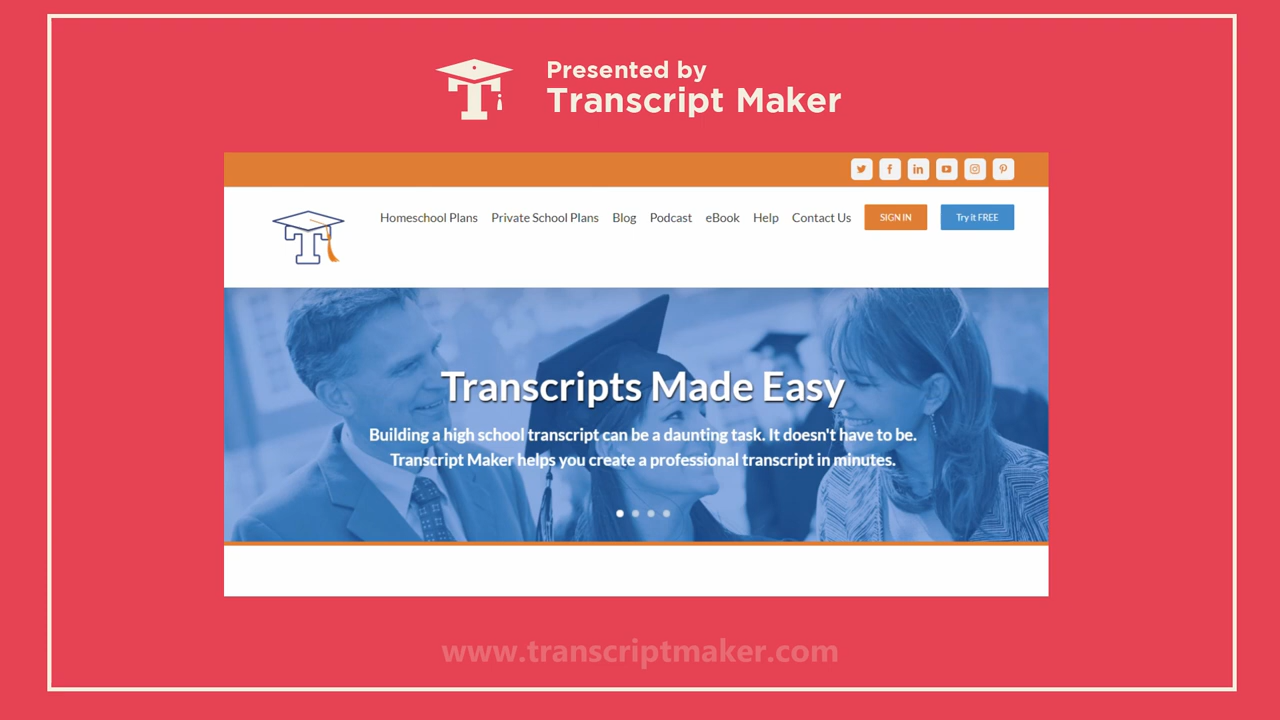 Presented by
Transcript Maker
Homeschool Plans Private School Plans Blog Podcast eBook Help Contact Us SIGN IN Try it FREE
Transcripts Made Easy
Building a high school transcript can be a daunting task. It doesn't have to be.
Transcript Maker helps you create a professional transcript in minutes.
www.transcriptmaker.com